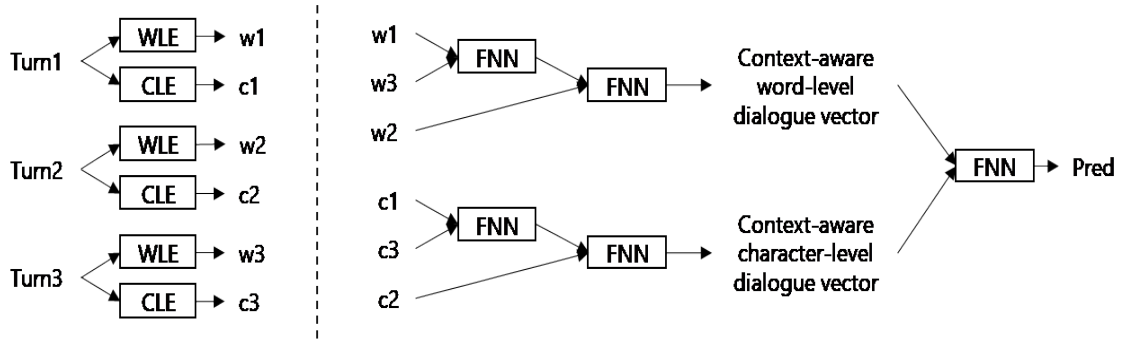 Turn1
WLE
w1
CLE
c1
Turn2
WLE
w2
CLE
c2
Turn3
WLE
w3
CLE
c3
w1
w3
FNN
w2
FNN
Context-aware
word-level
dialogue vector
c1
c3
FNN
c2
FNN
Context-aware
character-level
dialogue vector
FNN
Pred